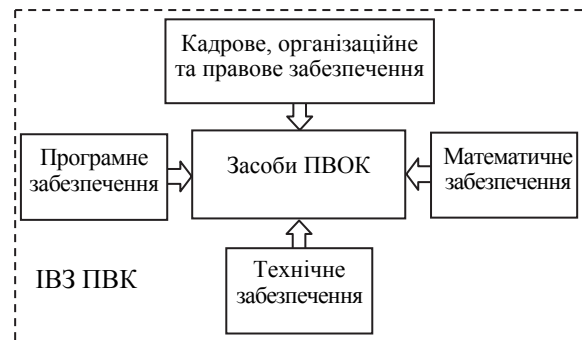 Кадрове, організаційне
та правове забезпечення
Програмне
забезпечення
Засоби ПВОК
Математичне
забезпечення
Технічне
забезпечення
ІВЗ ПВК